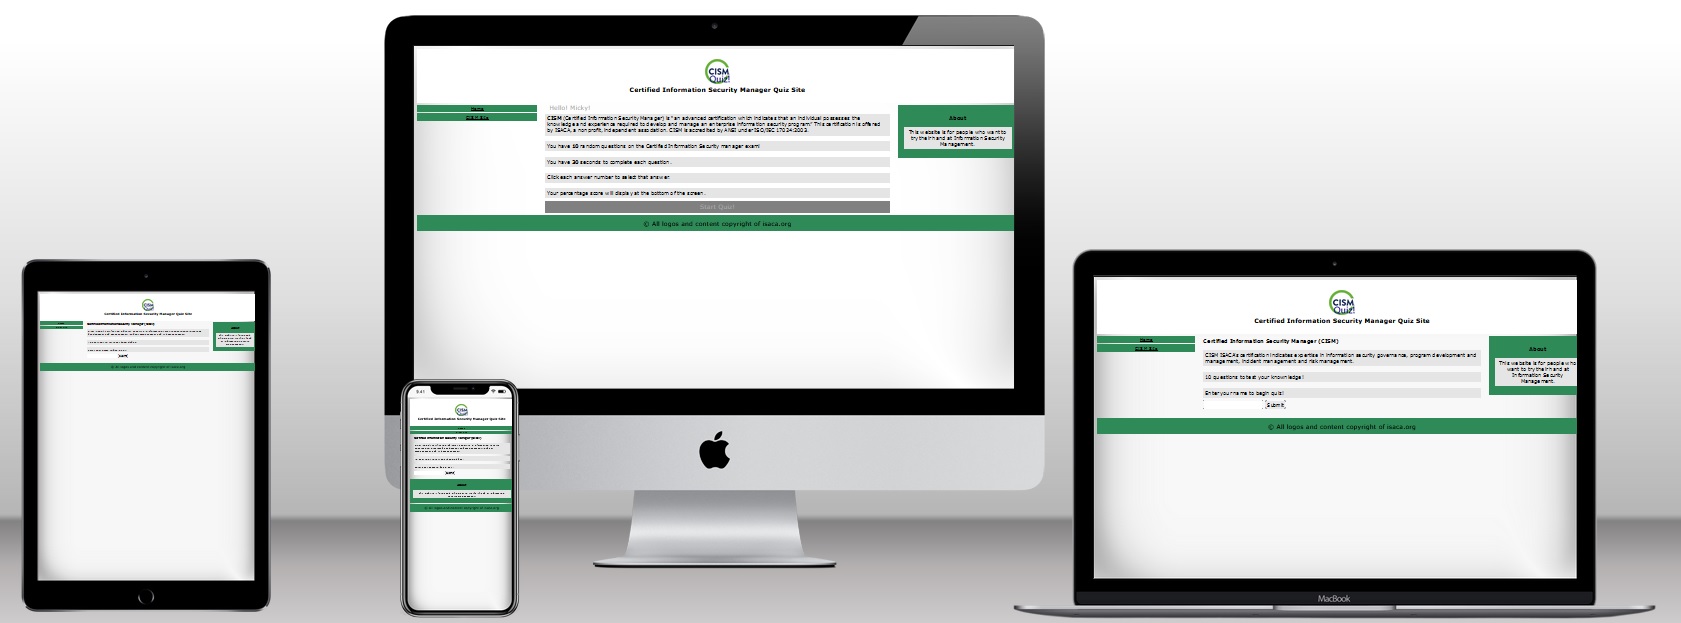 CISM
Quiz!
Certified Information Security Manager Quiz Site
Home
CISM Site
Hello! Micky!
CISM (Certified Information Security Manager) is "an advanced certification which indicates that an individual possesses the
knowledge and experience required to develop and manage an enterprise information security program" This certification is offered
by ISACA, a non profit, independent association. CISM is accredited by ANSI under ISO/IEC 17024:2003.
You have 10 random questions on the Certified Information Security manager exam!
You have 30 seconds to complete each question.
Click each answer number to select that answer.
Your percentage score will display at the bottom of the screen.
Start Quiz!
About
This website is for people who want to
try their hand at Information Security
Management.
© All logos and content copyright of isaca.org
CISM
Quiz!
Certified Information Security Manager Quiz Site
9:41
CISM
Quiz!
Certified Information Security Manager Quiz Site
CISM
Quiz!
Certified Information Security Manager Quiz Site
Home
CISM Site
Certified Information Security Manager (CISM)
CISM ISACA's certification indicates expertise in information security governance, program development and
management, incident management and risk management.
10 questions to test your knowledge!
Enter your name to begin quiz!
Submit
About
This website is for people who
want to try their hand at
Information Security
Management.
© All logos and content copyright of isaca.org
MacBook